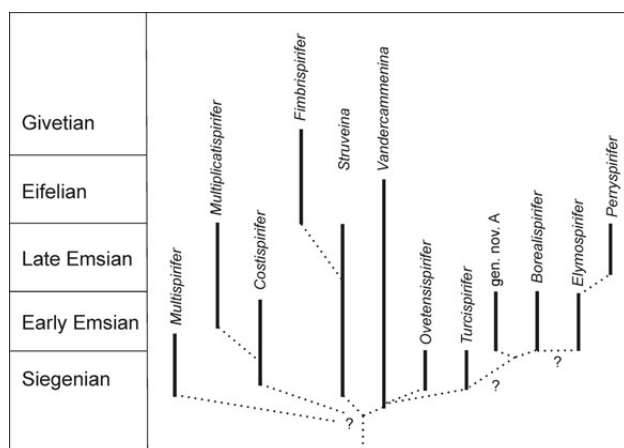 Givetian
Eifelian
Late Emsian
Early Emsian
Siegenian
Multispirifer
Multiplicatispirifer
Costispirifer
Fimbrispirifer
Struveina
Vandercammenina
Ovetensispirifer
Turcispirifer
gen. nov. A
Borealispirifer
Elymospirifer
Perryspirifer
?
?
?